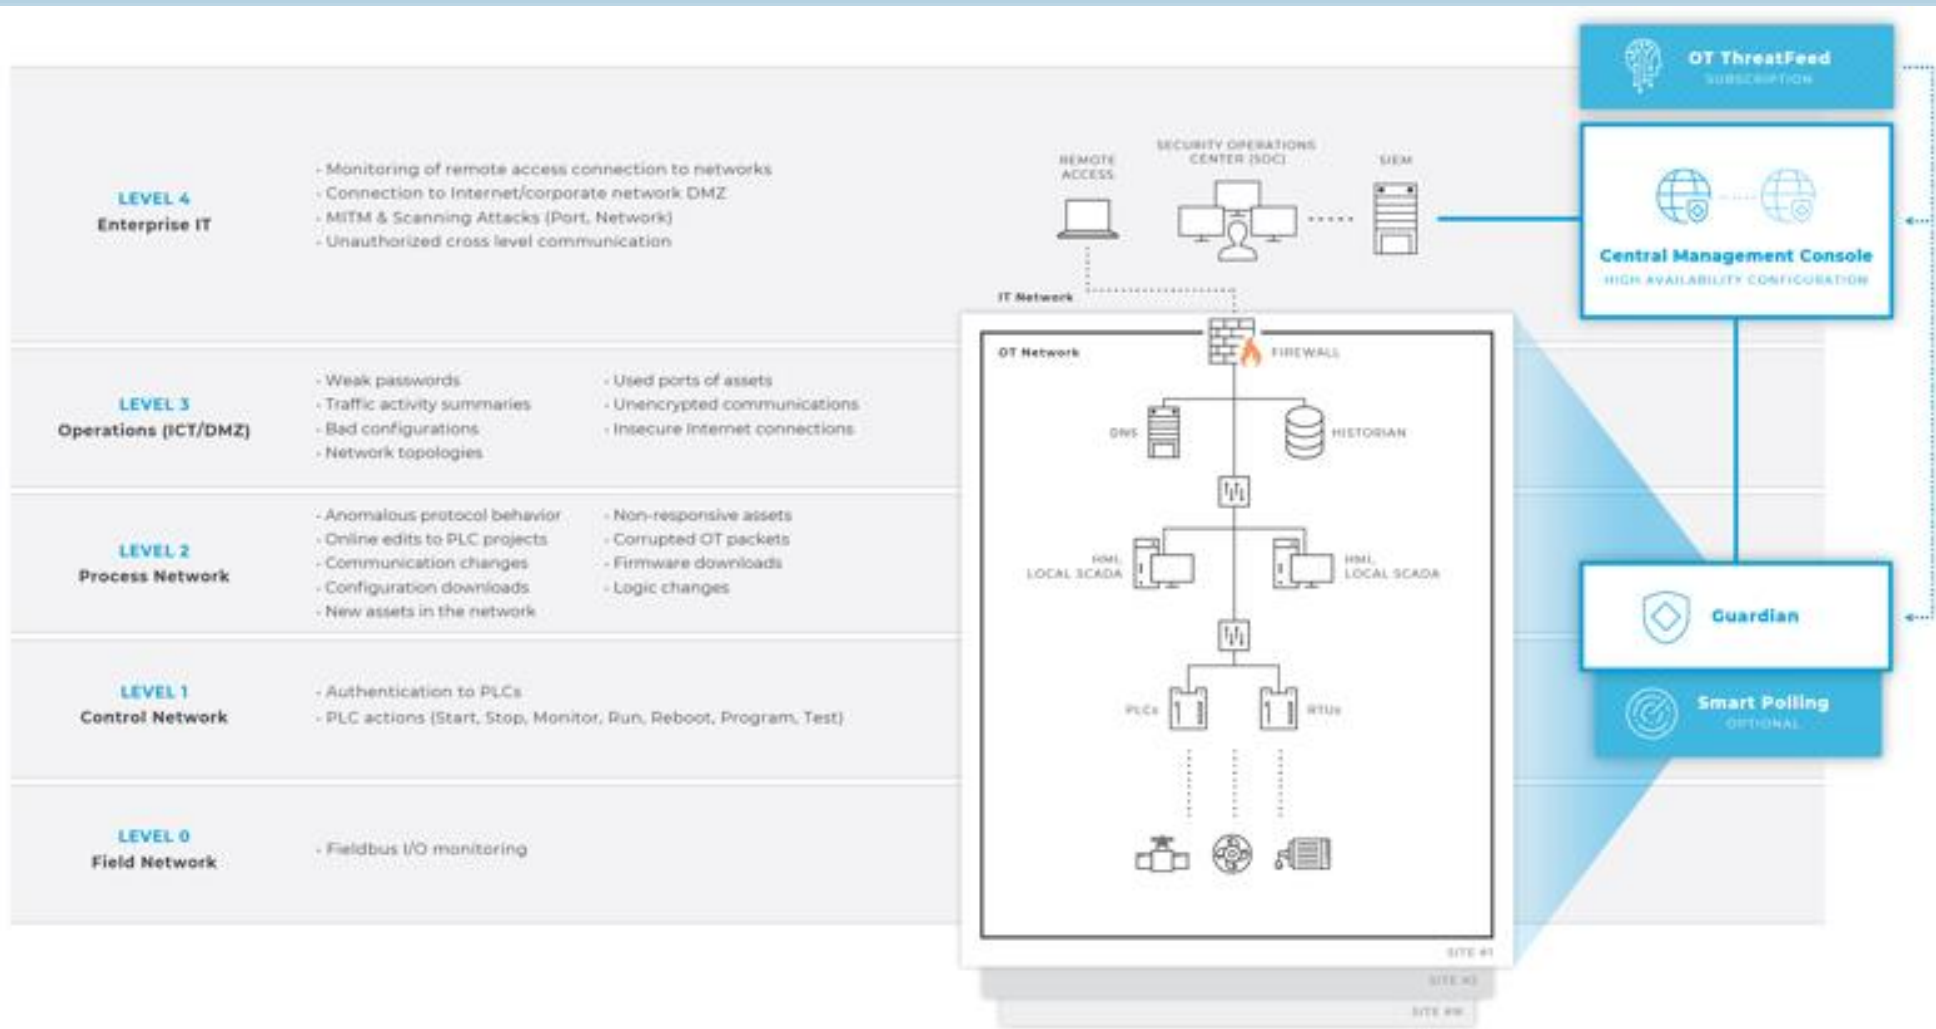 OT ThreatFeed
SUBSCRIPTION
LEVEL 4
Enterprise IT
- Monitoring of remote access connection to networks
- Connection to Internet/corporate network DMZ
- MITM & Scanning Attacks (Port, Network)
- Unauthorized cross level communication
REMOTE
ACCESS
SECURITY OPERATIONS
CENTER (SOC)
SIEM
Central Management Console
HIGH AVAILABILITY CONFIGURATION
IT Network
OT Network
FIREWALL
LEVEL 3
Operations (ICT/DMZ)
- Weak passwords
- Traffic activity summaries
- Bad configurations
- Network topologies
- Used ports of assets
- Unencrypted communications
- Insecure Internet connections
DNS
HISTORIAN
LEVEL 2
Process Network
- Anomalous protocol behavior
- Online edits to PLC projects
- Communication changes
- Configuration downloads
- New assets in the network
- Non-responsive assets
- Corrupted OT packets
- Firmware downloads
- Logic changes
HMI,
LOCAL SCADA
HMI,
LOCAL SCADA
Guardian
LEVEL 1
Control Network
- Authentication to PLCs
- PLC actions (Start, Stop, Monitor, Run, Reboot, Program, Test)
PLCs
RTUs
Smart Polling
OPTIONAL
LEVEL 0
Field Network
- Fieldbus I/O monitoring
SITE #1
SITE #2
SITE